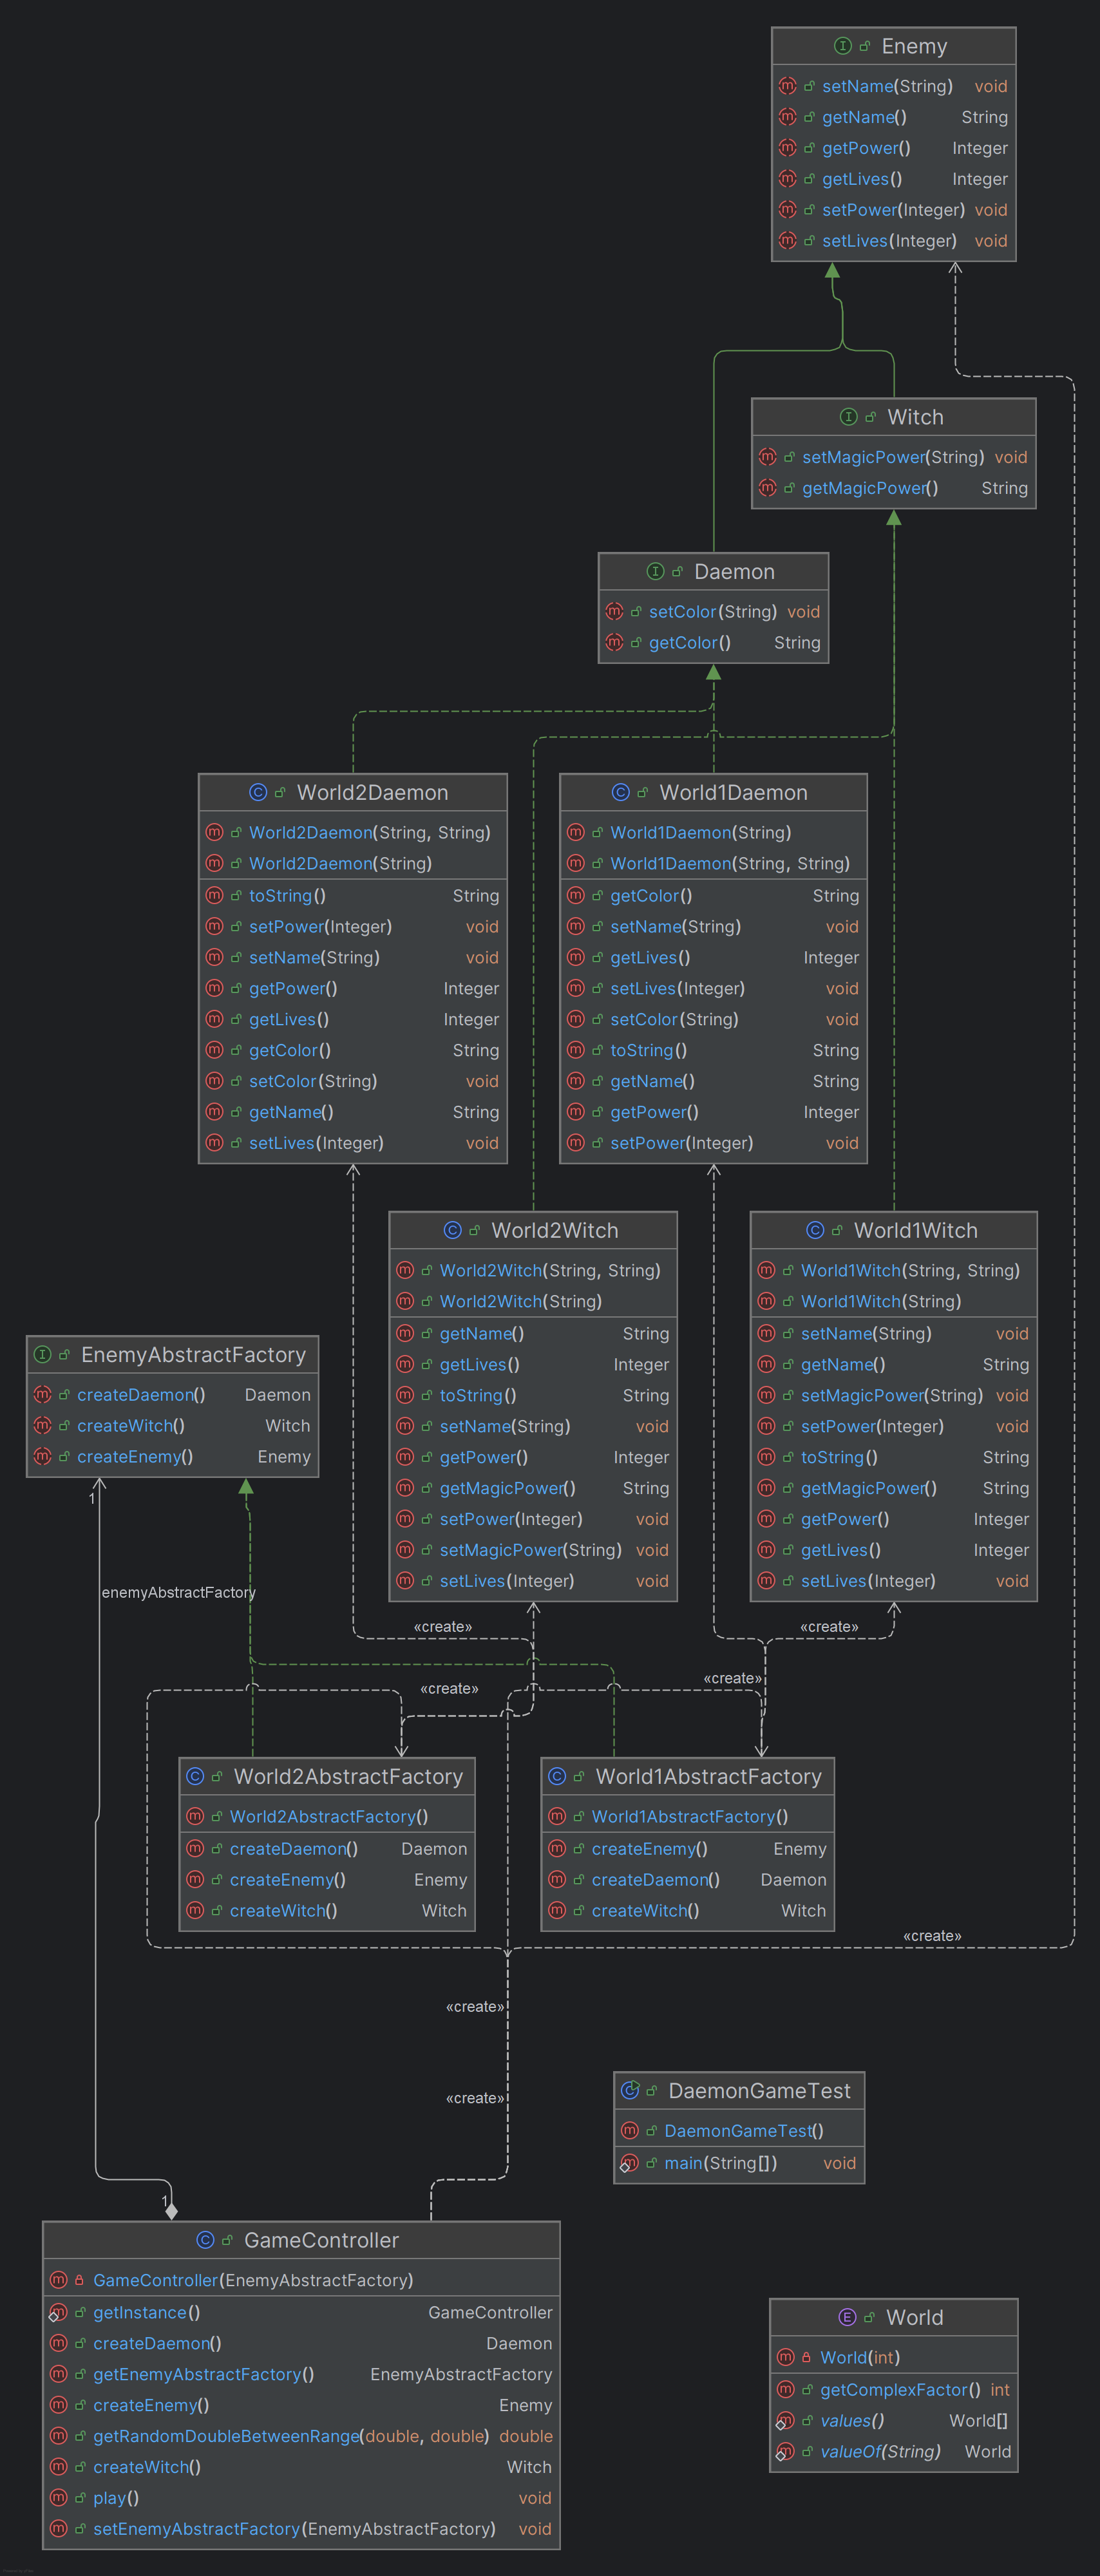 Enemy
setName(String) void
getName() String
getPower() Integer
getLives() Integer
setPower(Integer) void
setLives(Integer) void
Witch
setMagicPower(String) void
getMagicPower() String
Daemon
setColor(String) void
getColor() String
World2Daemon
World2Daemon(String, String)
World2Daemon(String)
toString() String
setPower(Integer) void
setName(String) void
getPower() Integer
getLives() Integer
getColor() String
setColor(String) void
getName() String
setLives(Integer) void
World1Daemon
World1Daemon(String)
World1Daemon(String, String)
getColor() String
setName(String) void
getLives() Integer
setLives(Integer) void
setColor(String) void
toString() String
getName() String
getPower() Integer
setPower(Integer) void
World2Witch
World2Witch(String, String)
World2Witch(String)
getName() String
getLives() Integer
toString() String
setName(String) void
getPower() Integer
getMagicPower() String
setPower(Integer) void
setMagicPower(String) void
setLives(Integer) void
World1Witch
World1Witch(String, String)
World1Witch(String)
setName(String) void
getName() String
setMagicPower(String) void
setPower(Integer) void
toString() String
getMagicPower() String
getPower() Integer
getLives() Integer
setLives(Integer) void
EnemyAbstractFactory
createDaemon() Daemon
createWitch() Witch
createEnemy() Enemy
1
enemyAbstractFactory
«create»
«create»
«create»
«create»
World2AbstractFactory
World2AbstractFactory()
createDaemon() Daemon
createEnemy() Enemy
createWitch() Witch
World1AbstractFactory
World1AbstractFactory()
createEnemy() Enemy
createDaemon() Daemon
createWitch() Witch
«create»
«create»
«create»
DaemonGameTest
DaemonGameTest()
main(String[]) void
1
GameController
GameController(EnemyAbstractFactory)
getInstance() GameController
createDaemon() Daemon
getEnemyAbstractFactory() EnemyAbstractFactory
createEnemy() Enemy
getRandomDoubleBetweenRange(double, double) double
createWitch() Witch
play() void
setEnemyAbstractFactory(EnemyAbstractFactory) void
World
World(int)
getComplexFactor() int
values() World[]
valueOf(String) World